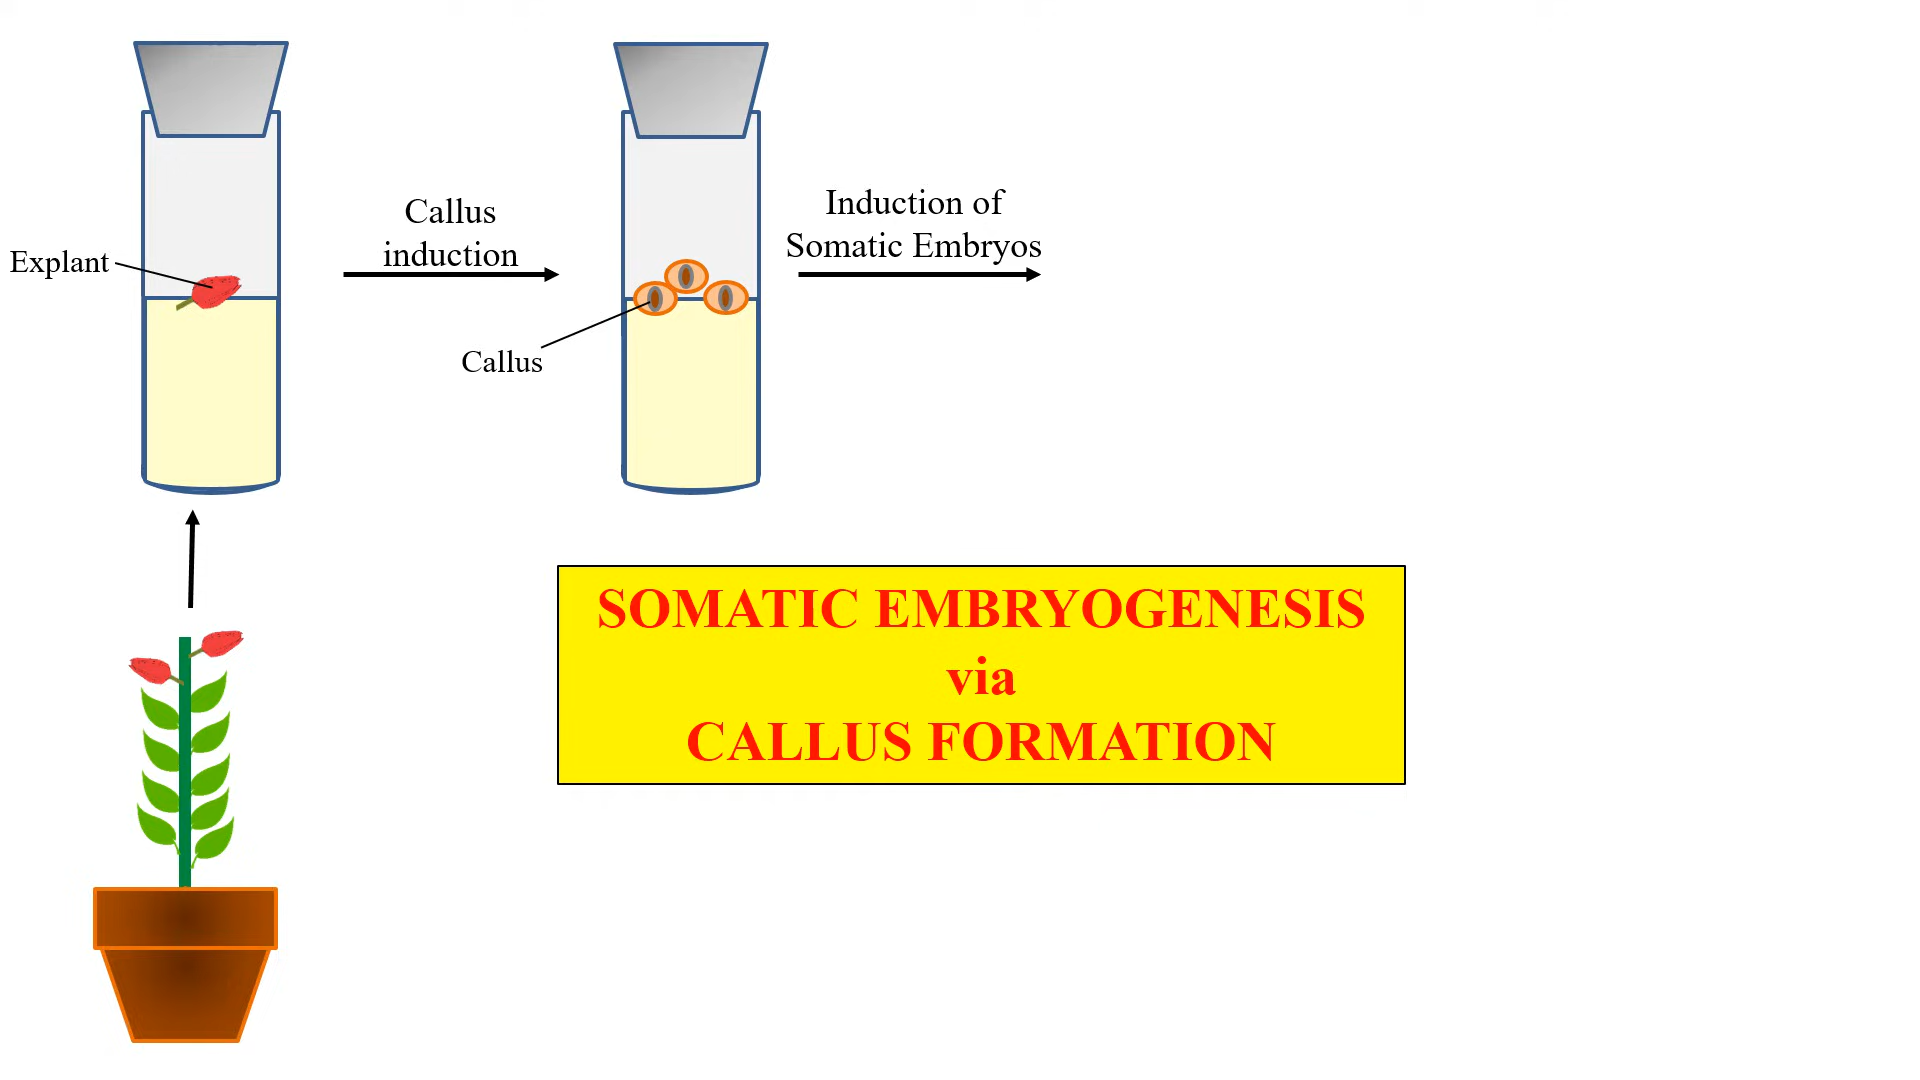 Callus
induction
Induction of
Somatic Embryos
Explant
Callus
SOMATIC EMBRYOGENESIS
via
CALLUS FORMATION